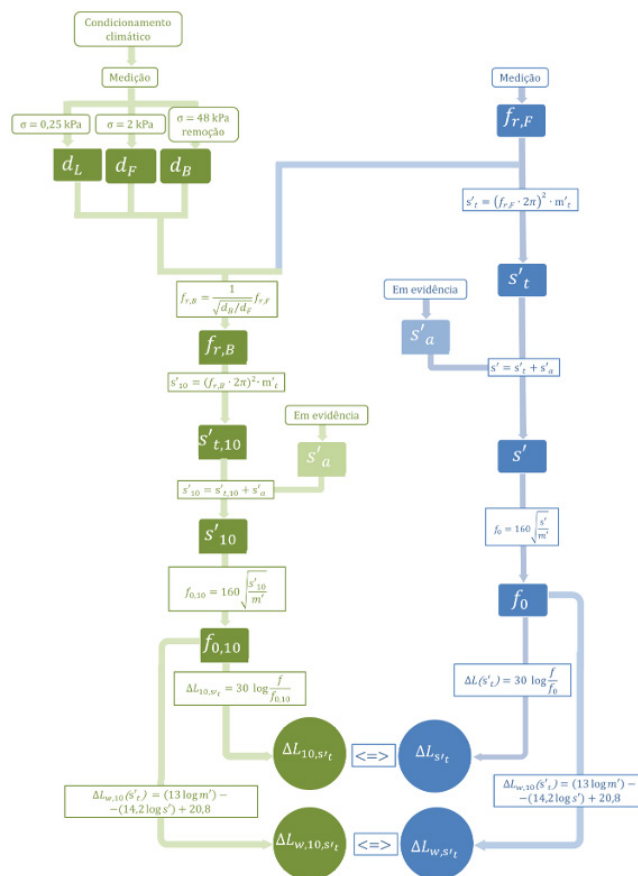 Condicionamento
climático
Medição
σ = 0,25 kPa
σ = 2 kPa
σ = 48 kPa
remoção
d_L
d_F
d_B
Medição
f_{r,F}
s'_t = (f_{r,F} · 2π)² · m'_t
s'_t
f_{r,B} = 1/√(d_B/d_F) f_{r,F}
f_{r,B}
s'_{10} = (f_{r,B} · 2π)² · m'_t
Em evidência
s'_a
s' = s'_t + s'_a
s'_{t,10}
Em evidência
s'_a
s'
s'_{10} = s'_{t,10} + s'_a
s'_{10}
f_0 = 160 √(s'/m')
f_{0,10} = 160 √(s'_{10}/m')
f_0
f_{0,10}
ΔL_{10,s't} = 30 log f/f_{0,10}
ΔL(s'_t) = 30 log f/f_0
ΔL_{10,s't}
<=>
ΔL_{s't}
ΔL_{w,10}(s'_t) = (13 log m') −
−(14,2 log s') + 20,8
ΔL_{w,10}(s'_t) = (13 log m') −
−(14,2 log s') + 20,8
ΔL_{w,10,s't}
<=>
ΔL_{w,s't}